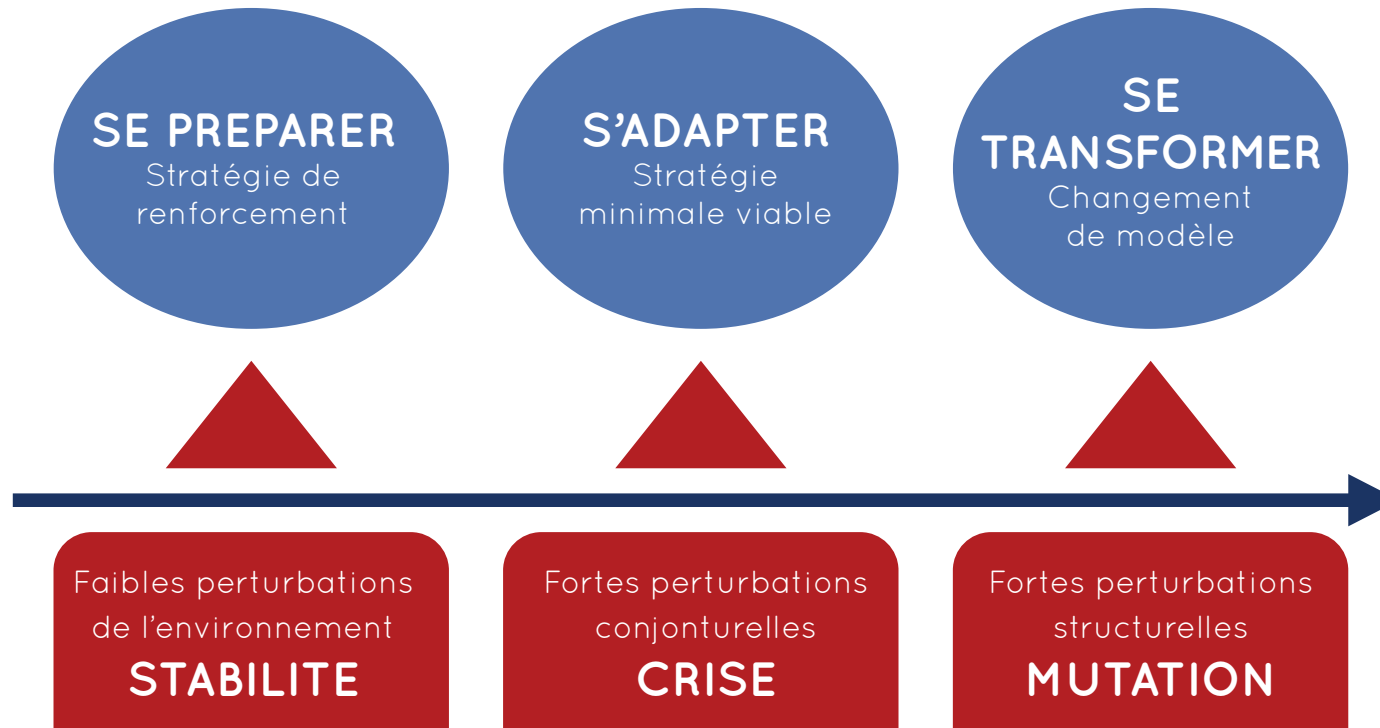 SE PREPARER
Stratégie de
renforcement
S'ADAPTER
Stratégie
minimale viable
SE
TRANSFORMER
Changement
de modèle
Faibles perturbations
de l'environnement
STABILITE
Fortes perturbations
conjonturelles
CRISE
Fortes perturbations
structurelles
MUTATION